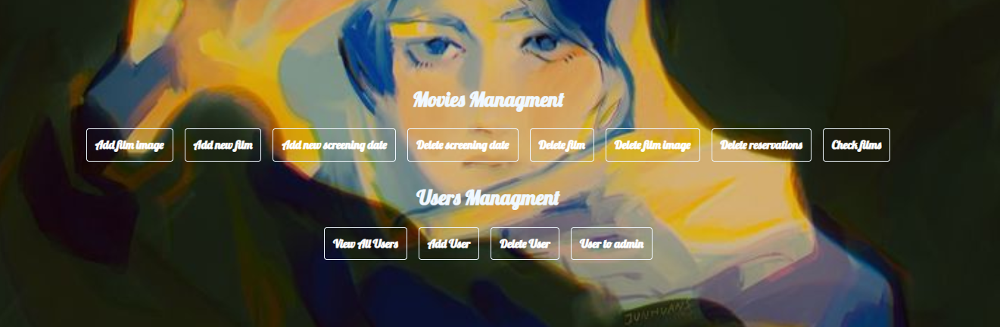 Movies Managment
Add film image Add new film Add new screening date Delete screening date Delete film Delete film image Delete reservations Check films
Users Managment
View All Users Add User Delete User User to admin
JUNHUANS